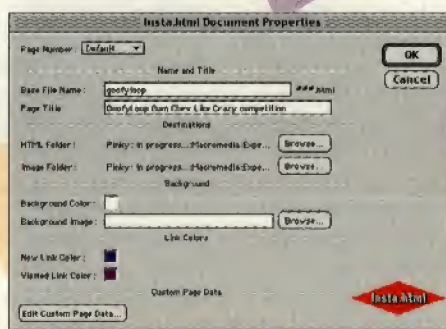 Insta.html Document Properties
Page Number: Default
OK
Name and Title
Cancel
Base File Name: goofyloop ###.html
Page Title GoofyLoop Gum Chew Like Crazy competition
Destinations
HTML Folder: Pinky: In progress...:Macromedia:Expe... Browse...
Image Folder: Pinky: In progress...:Macromedia:Expe... Browse...
Background
Background Color:
Background Image: Browse...
Link Colors
New Link Color:
Visited Link Color:
Custom Page Data
Insta.html
Edit Custom Page Data...